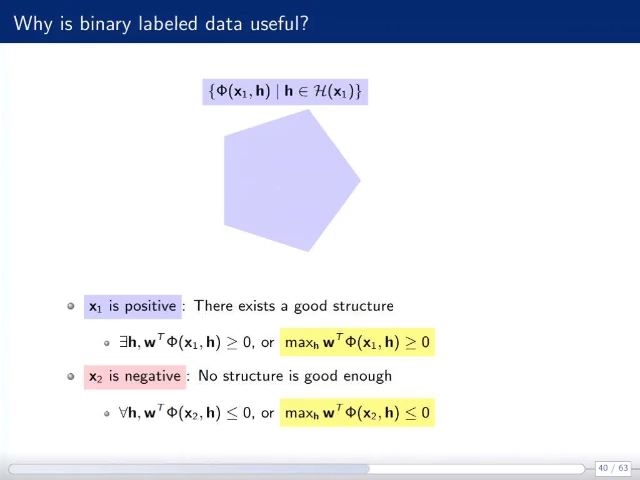 Why is binary labeled data useful?
{Φ(x₁, h) | h ∈ ℋ(x₁)}
x₁ is positive : There exists a good structure
∃h, wᵀΦ(x₁, h) ≥ 0, or maxₕ wᵀΦ(x₁, h) ≥ 0
x₂ is negative : No structure is good enough
∀h, wᵀΦ(x₂, h) ≤ 0, or maxₕ wᵀΦ(x₂, h) ≤ 0
40 / 63